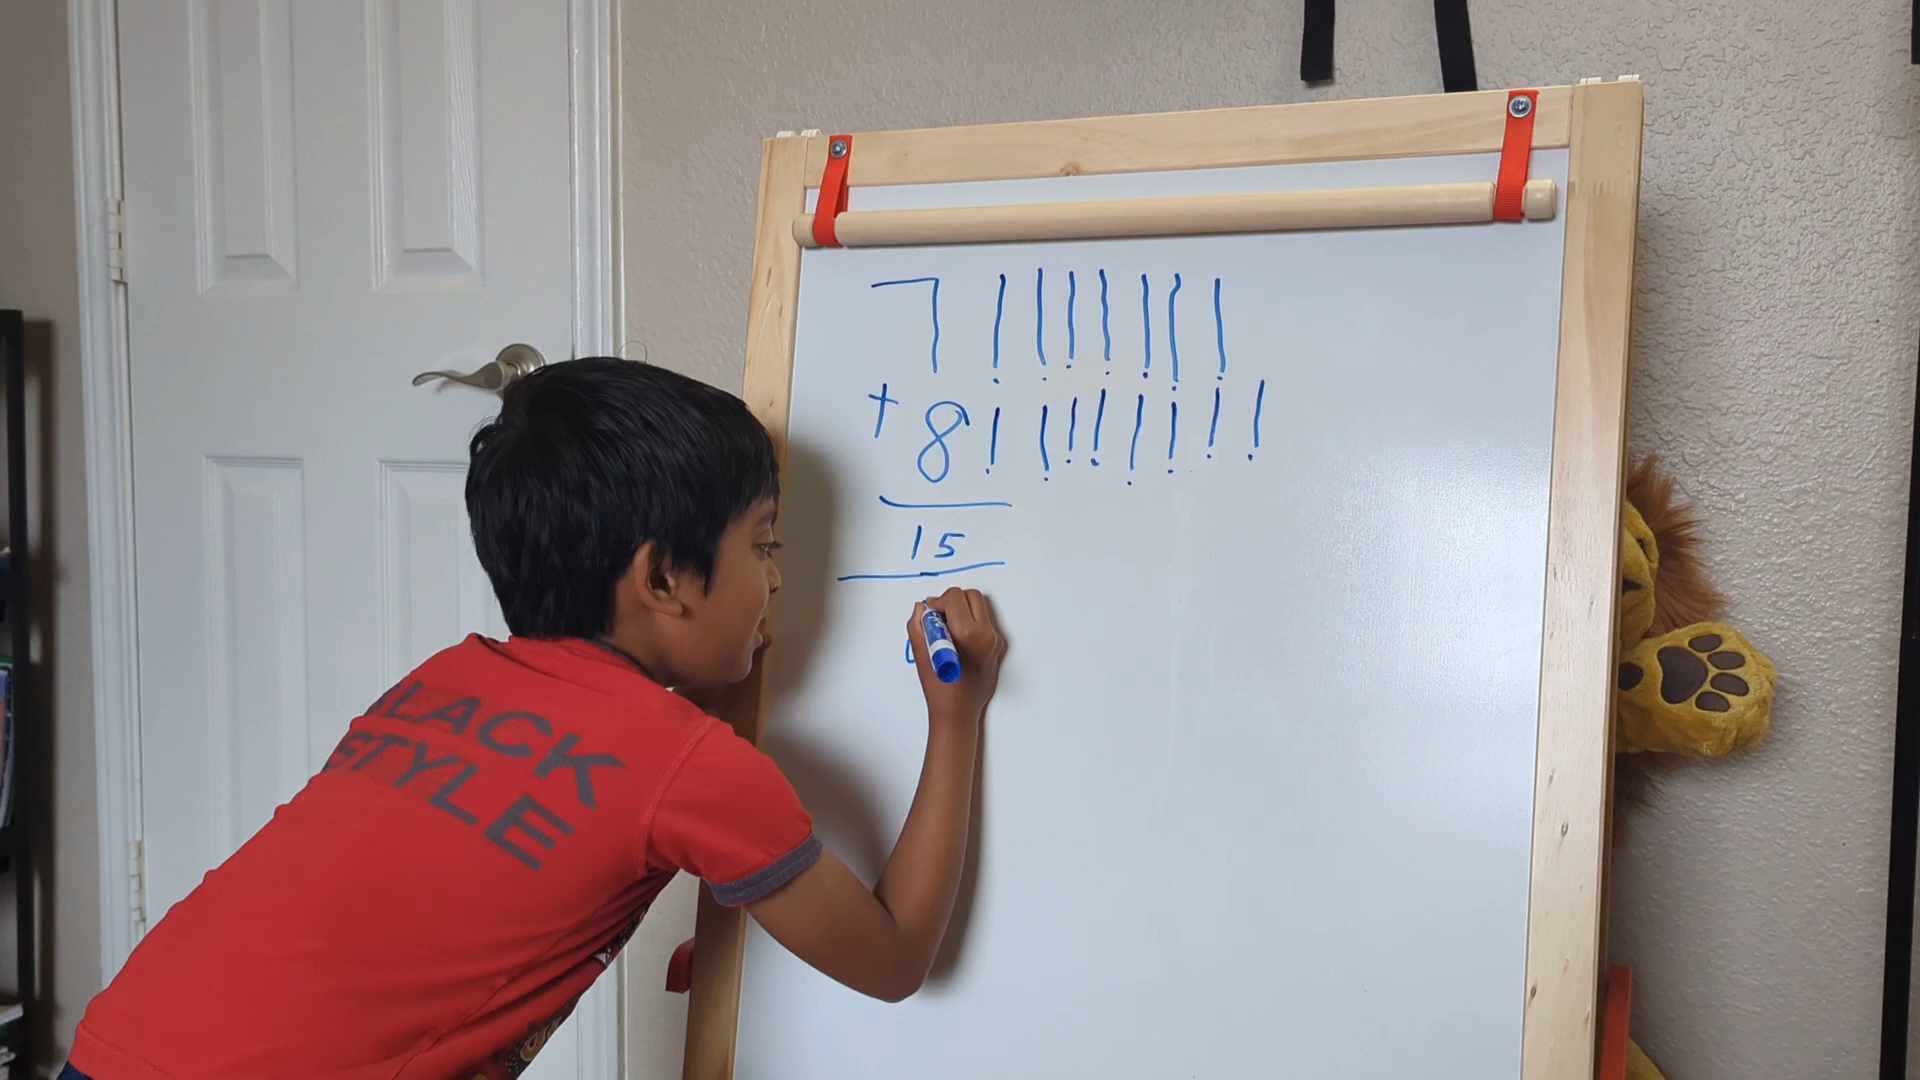 7 | | | | | | |
+ 8 | | | | | | | |
15
BLACK
STYLE